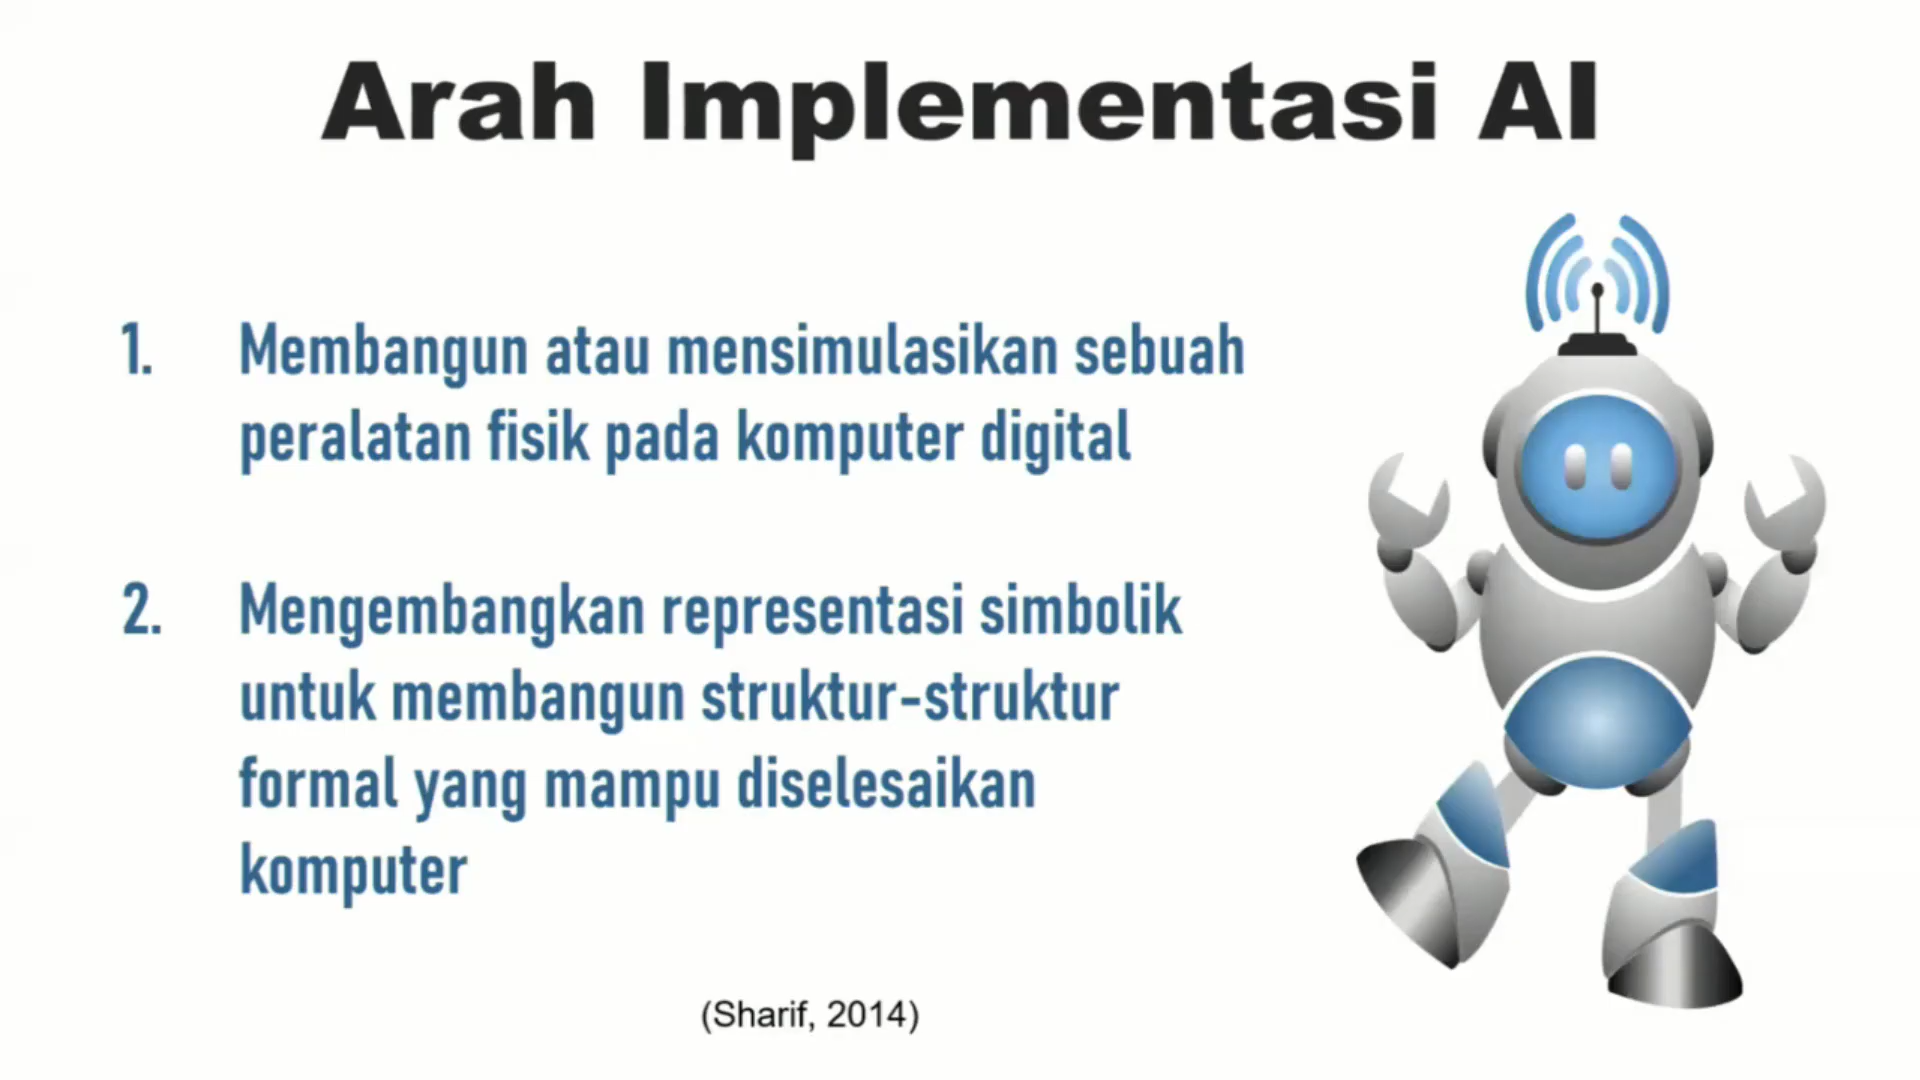 Arah Implementasi AI
1. Membangun atau mensimulasikan sebuah
peralatan fisik pada komputer digital
2. Mengembangkan representasi simbolik
untuk membangun struktur-struktur
formal yang mampu diselesaikan
komputer
(Sharif, 2014)